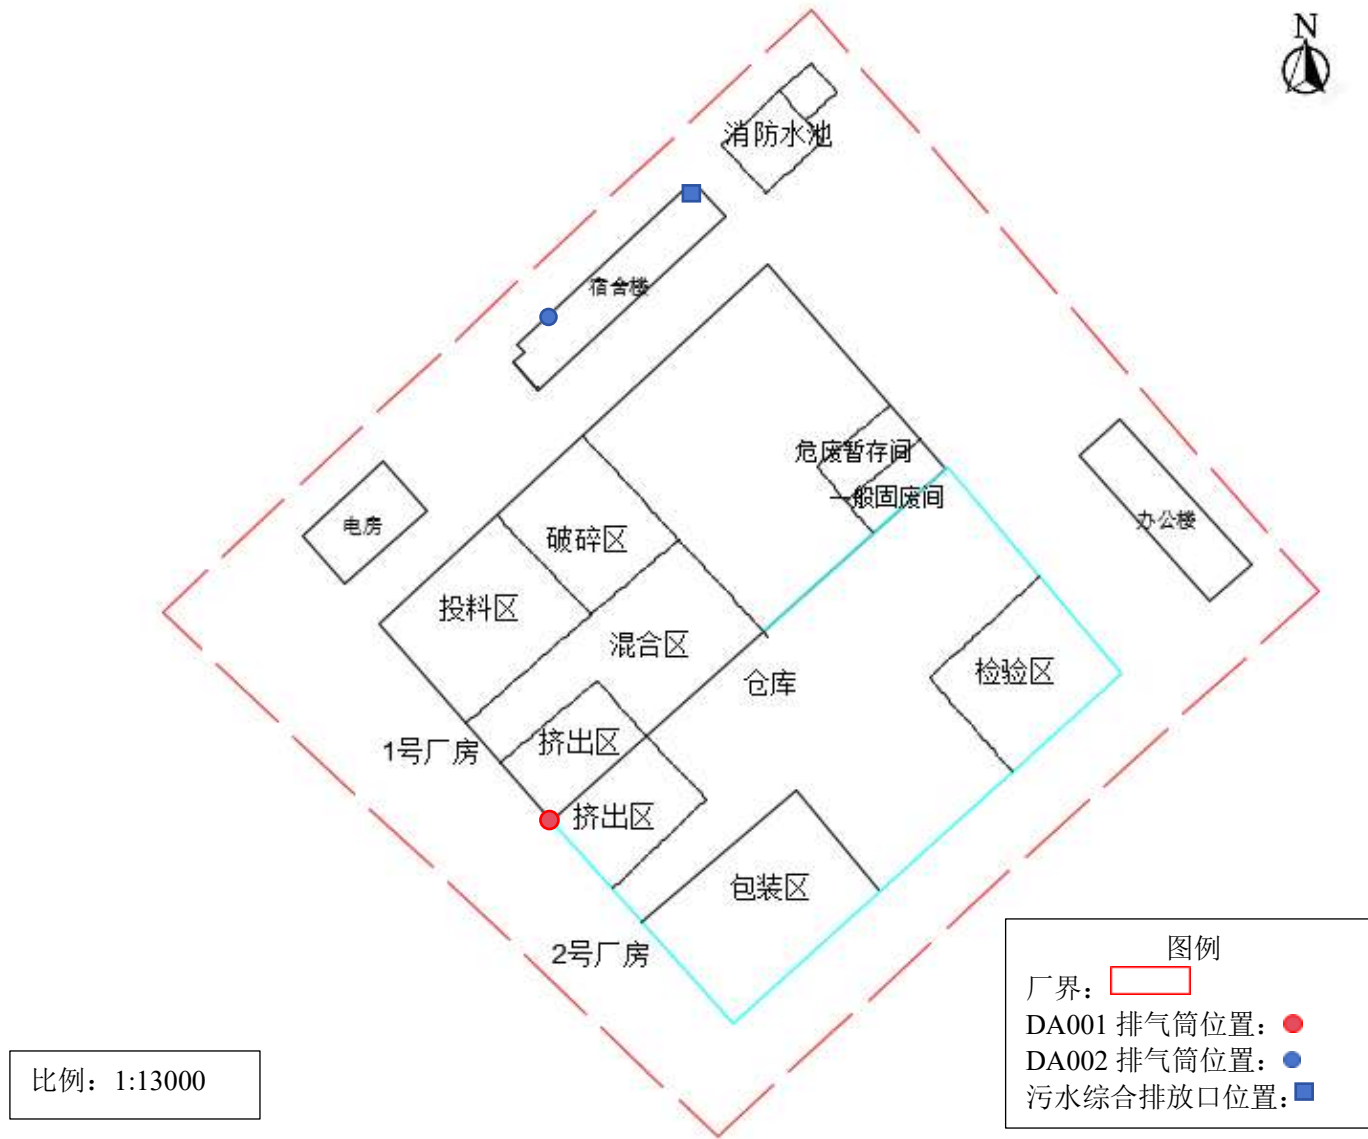 N
消防水池
宿舍楼
危废暂存间
一般固废间
电房
破碎区
办公楼
投料区
混合区
仓库
检验区
1号厂房
挤出区
挤出区
包装区
2号厂房
图例
厂界：
DA001 排气筒位置：
DA002 排气筒位置：
污水综合排放口位置：
比例：1:13000